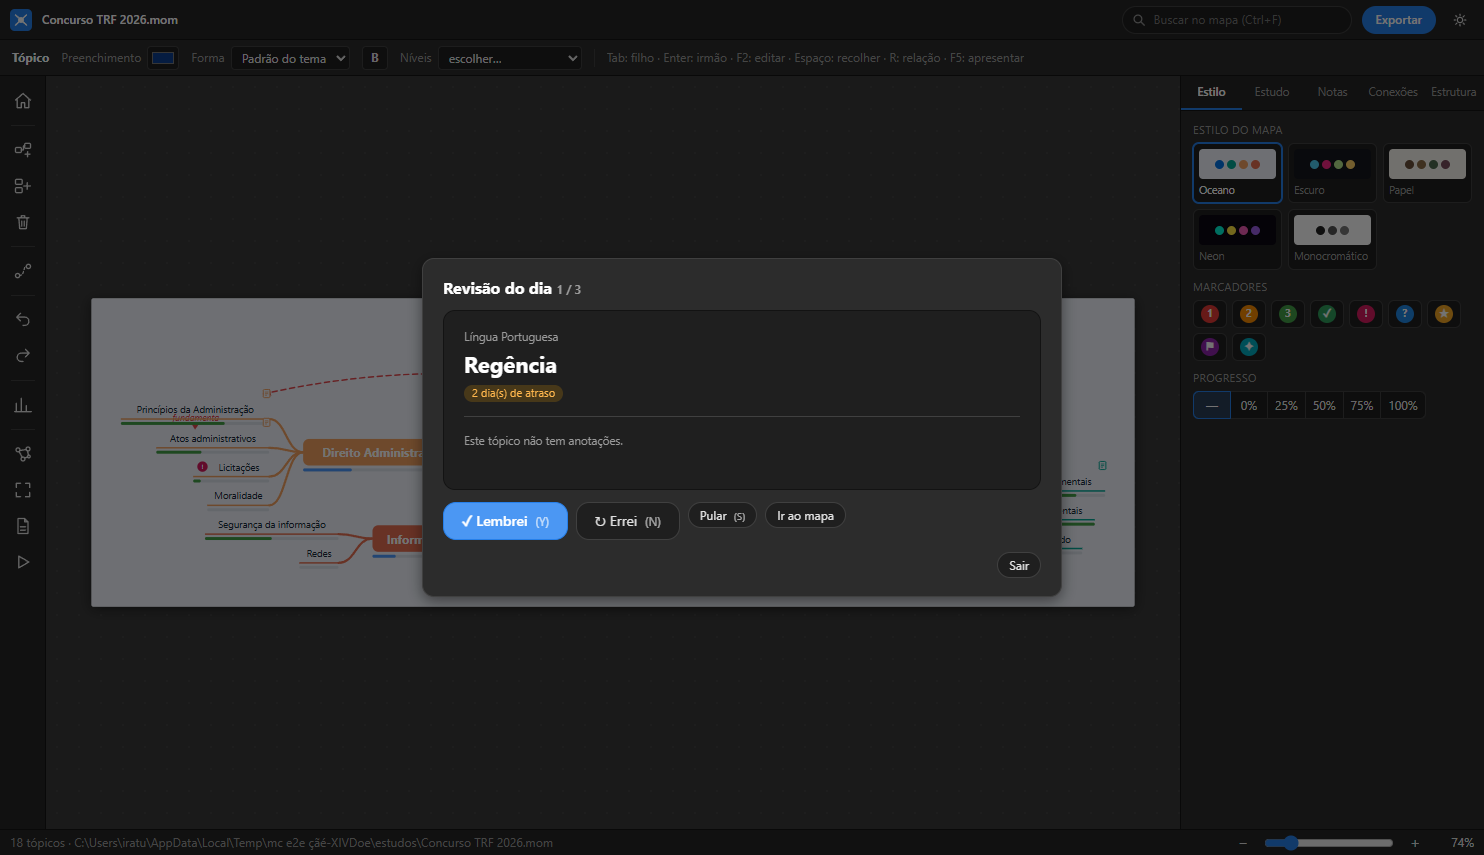 Concurso TRF 2026.mom
Buscar no mapa (Ctrl+F)
Exportar
Tópico Preenchimento Forma Padrão do tema B Níveis escolher... Tab: filho · Enter: irmão · F2: editar · Espaço: recolher · R: relação · F5: apresentar
Estilo Estudo Notas Conexões Estrutura
ESTILO DO MAPA
Oceano Escuro Papel
Neon Monocromático
MARCADORES
1 2 3 ✓ ! ? ★
PROGRESSO
— 0% 25% 50% 75% 100%
Revisão do dia 1 / 3
Língua Portuguesa
Regência
2 dia(s) de atraso
Este tópico não tem anotações.
✓ Lembrei (Y) ↻ Errei (N) Pular (S) Ir ao mapa
Sair
Princípios da Administração
fundamenta
Atos administrativos
Direito Administra
! Licitações
Moralidade
Segurança da informação
Redes
Inform
mentais
ntais
do
18 tópicos · C:\Users\iratu\AppData\Local\Temp\mc e2e çãé-XIVDoe\estudos\Concurso TRF 2026.mom
− + 74%